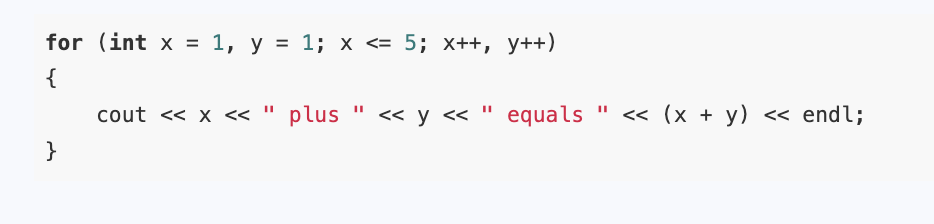 for (int x = 1, y = 1; x <= 5; x++, y++)
{
    cout << x << " plus " << y << " equals " << (x + y) << endl;
}